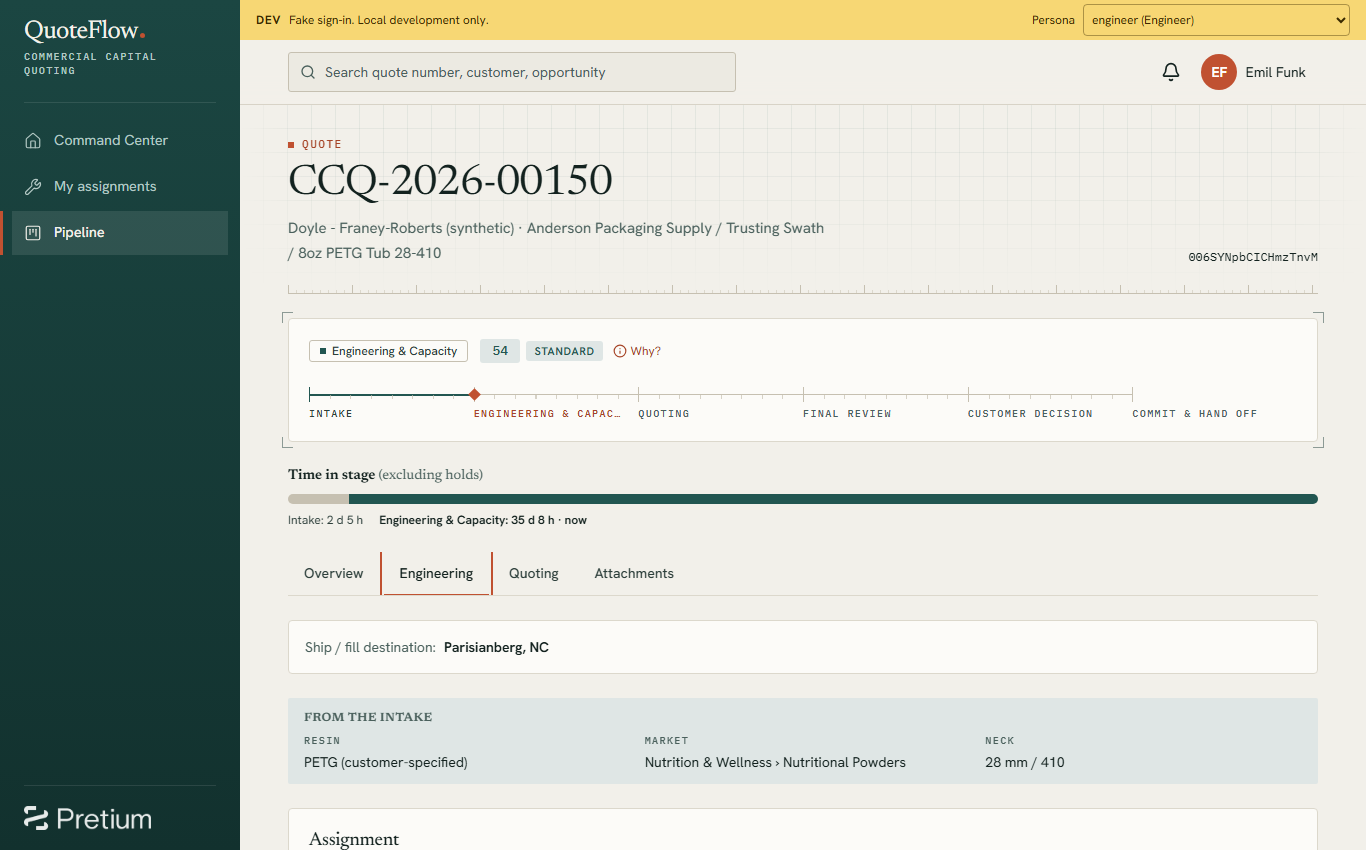 QuoteFlow.
COMMERCIAL CAPITAL
QUOTING
Command Center
My assignments
Pipeline
Pretium
DEV Fake sign-in. Local development only.
Persona engineer (Engineer)
Search quote number, customer, opportunity
EF Emil Funk
QUOTE
CCQ-2026-00150
Doyle - Franey-Roberts (synthetic) · Anderson Packaging Supply / Trusting Swath
/ 8oz PETG Tub 28-410
006SYNpbCICHmzTnvM
Engineering & Capacity 54 STANDARD Why?
INTAKE ENGINEERING & CAPAC… QUOTING FINAL REVIEW CUSTOMER DECISION COMMIT & HAND OFF
Time in stage (excluding holds)
Intake: 2 d 5 h Engineering & Capacity: 35 d 8 h · now
Overview Engineering Quoting Attachments
Ship / fill destination: Parisianberg, NC
FROM THE INTAKE
RESIN MARKET NECK
PETG (customer-specified) Nutrition & Wellness › Nutritional Powders 28 mm / 410
Assignment